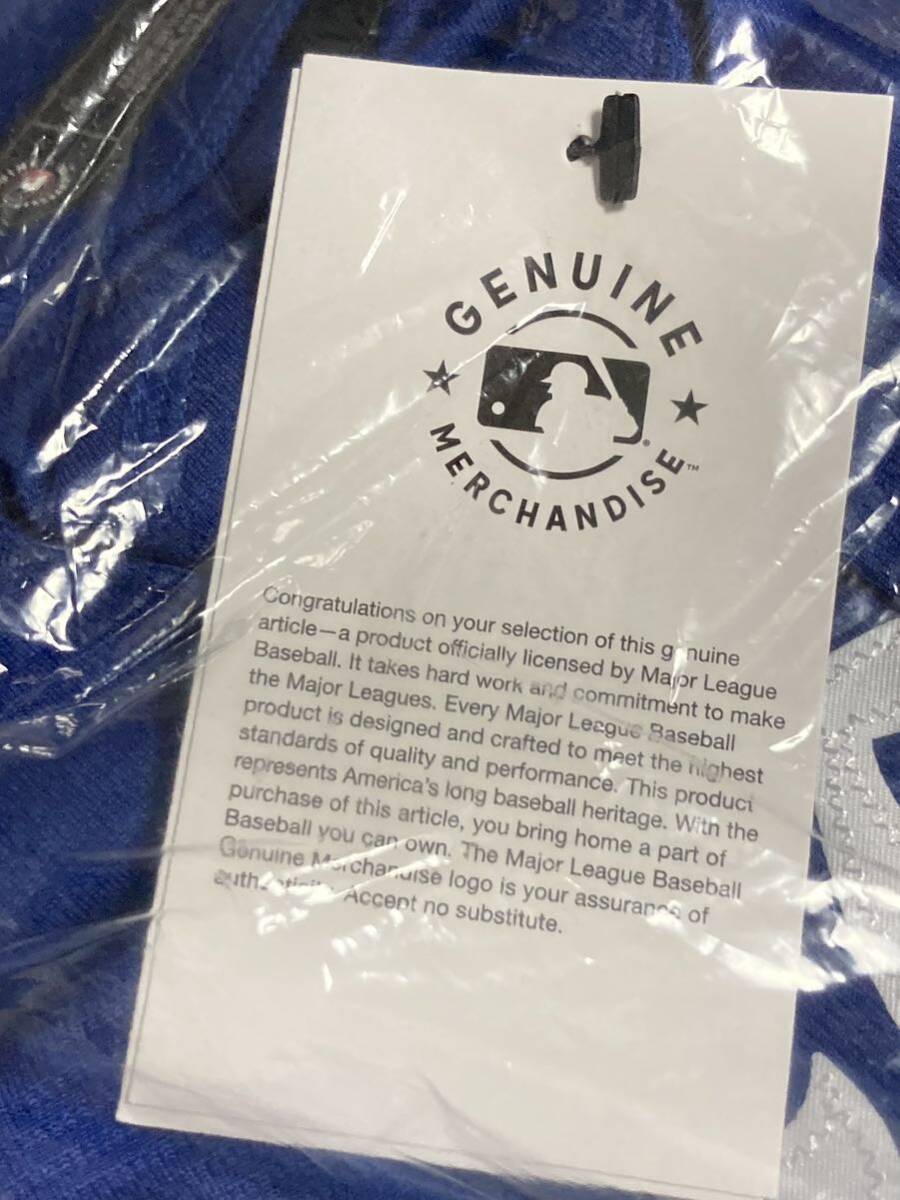 GENUINE
MERCHANDISE™
Congratulations on your selection of this genuine
article—a product officially licensed by Major League
Baseball. It takes hard work and commitment to make
the Major Leagues. Every Major League Baseball
product is designed and crafted to meet the highest
standards of quality and performance. This product
represents America's long baseball heritage. With the
purchase of this article, you bring home a part of
Baseball you can own. The Major League Baseball
Genuine Merchandise logo is your assurance of
authenticity. Accept no substitute.